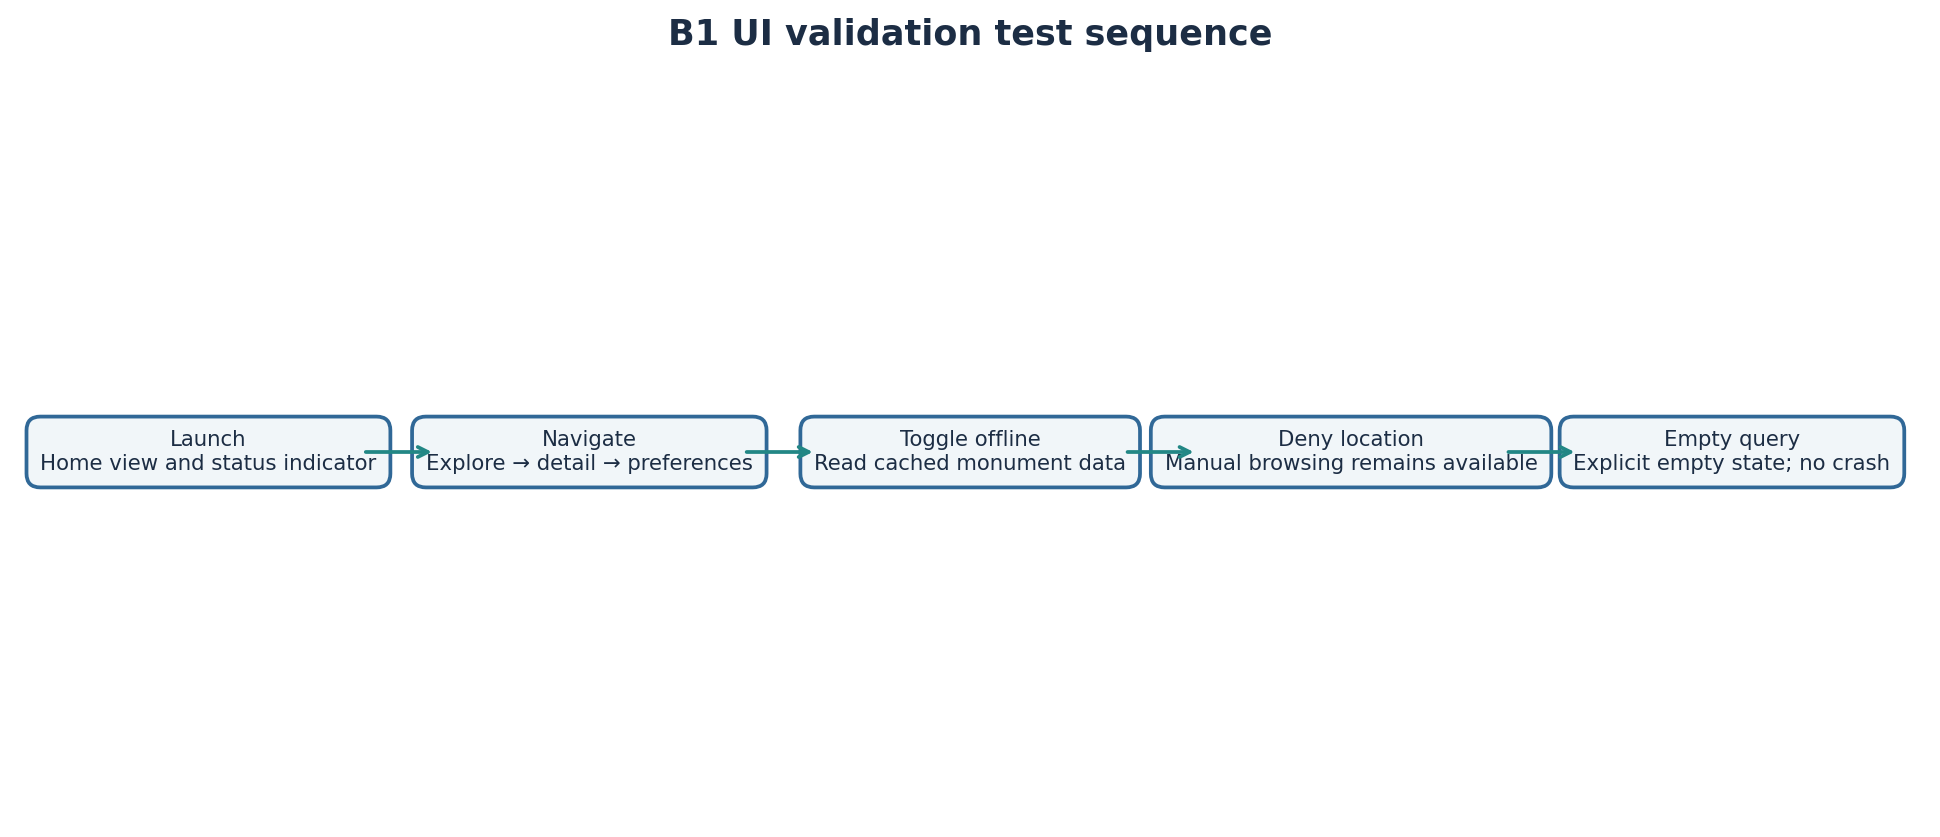 B1 UI validation test sequence
Launch
Home view and status indicator
Navigate
Explore → detail → preferences
Toggle offline
Read cached monument data
Deny location
Manual browsing remains available
Empty query
Explicit empty state; no crash